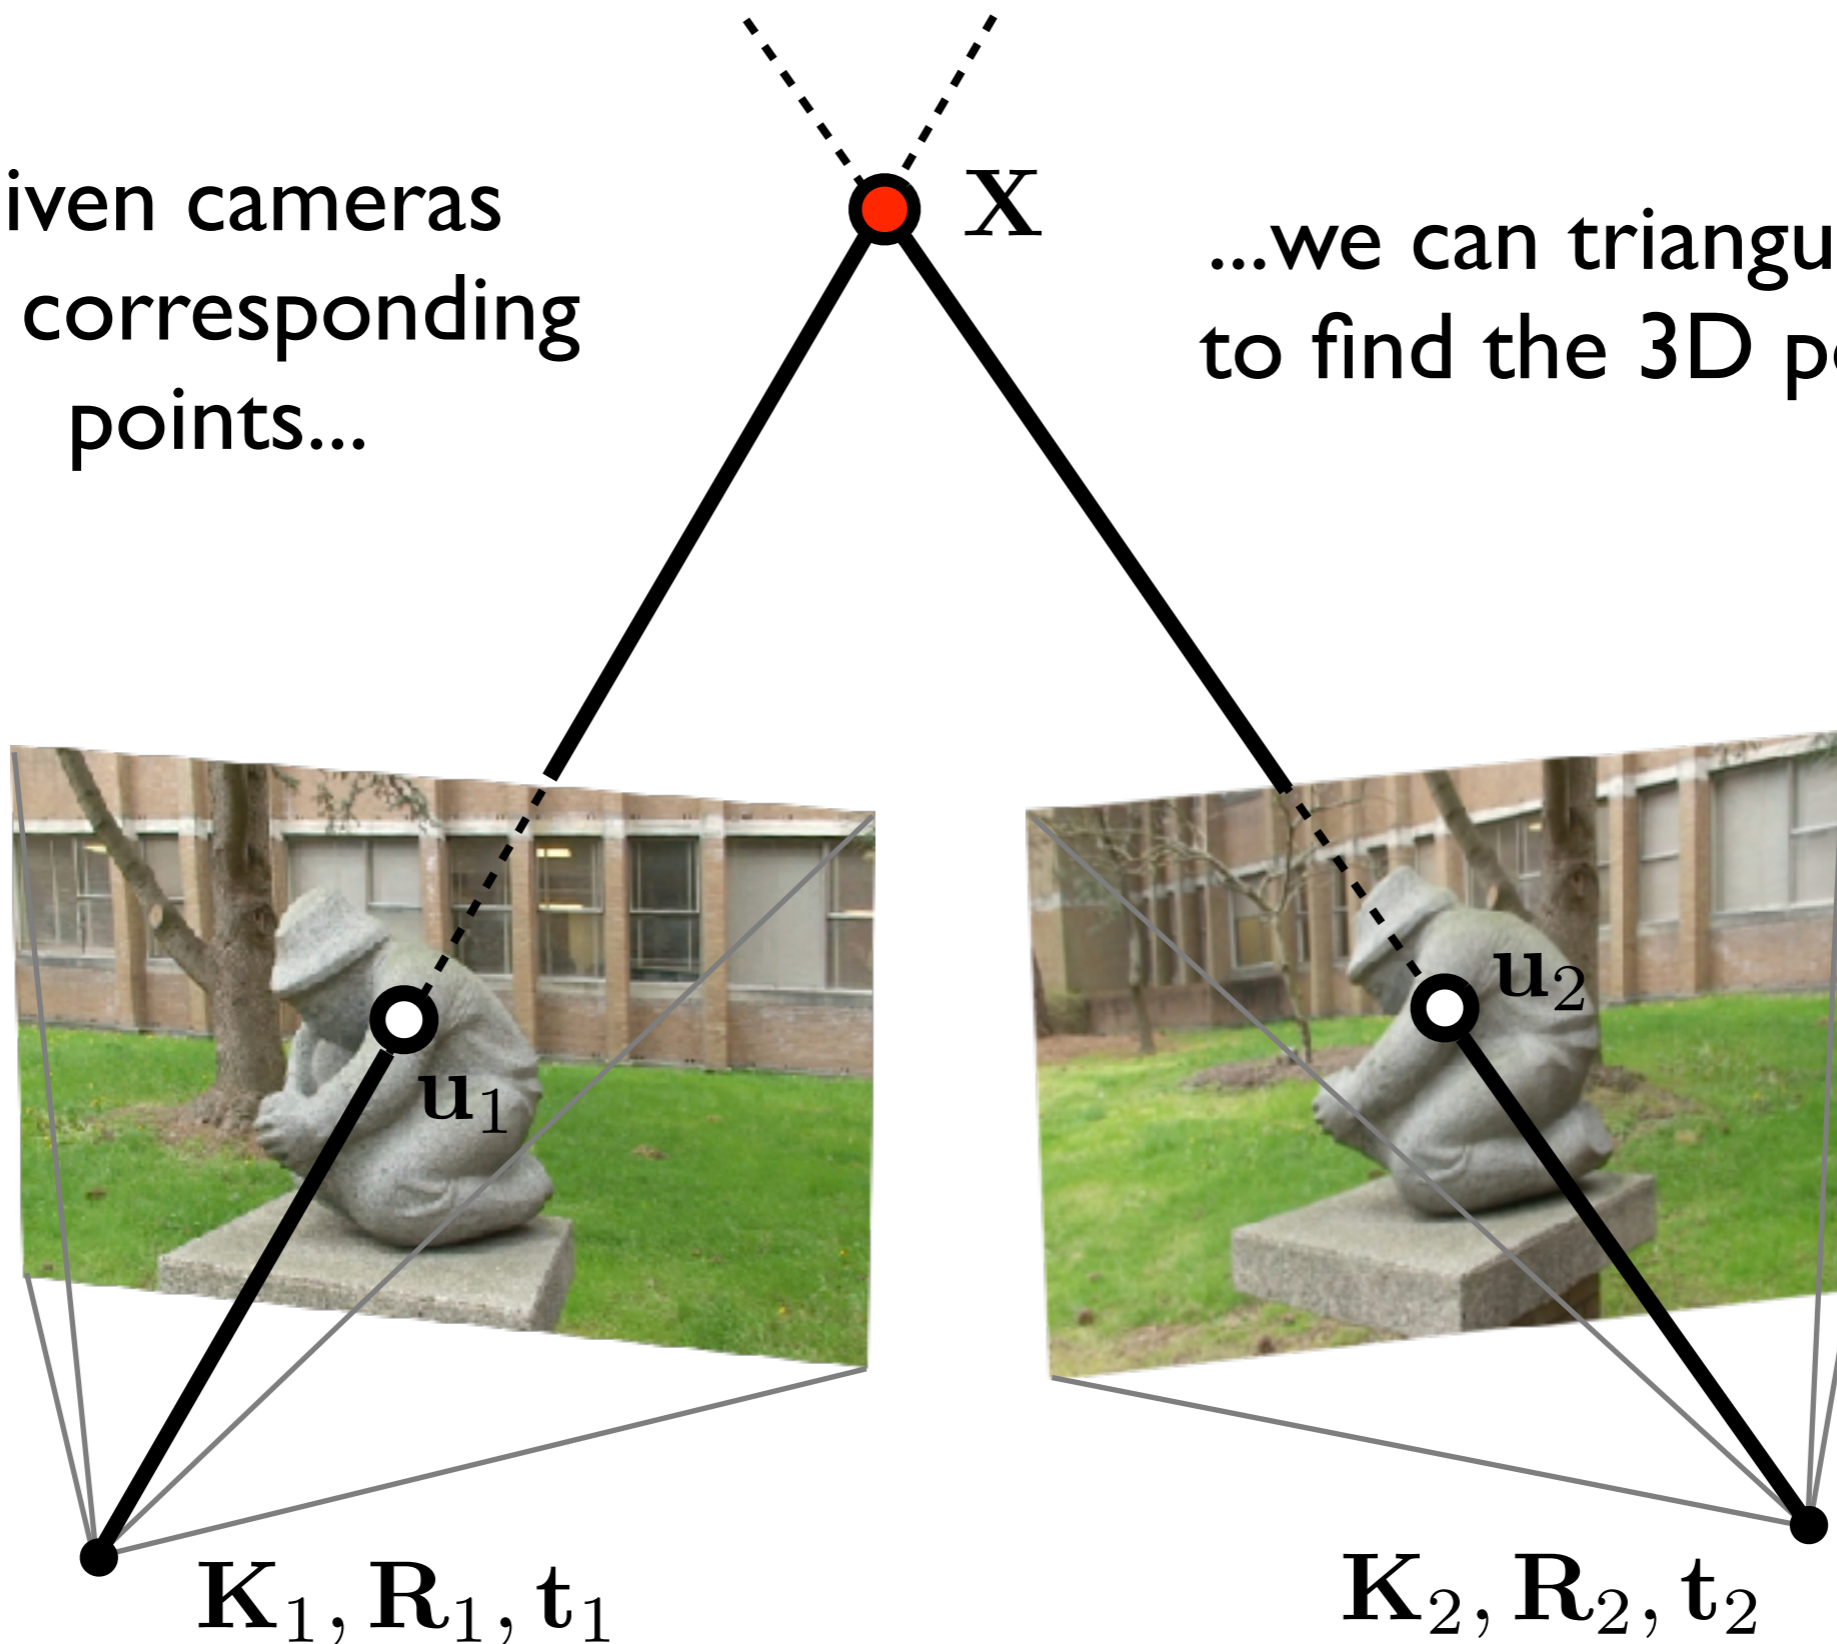 iven cameras
corresponding
points...
X
...we can triangu
to find the 3D p
u₁
u₂
K₁, R₁, t₁
K₂, R₂, t₂